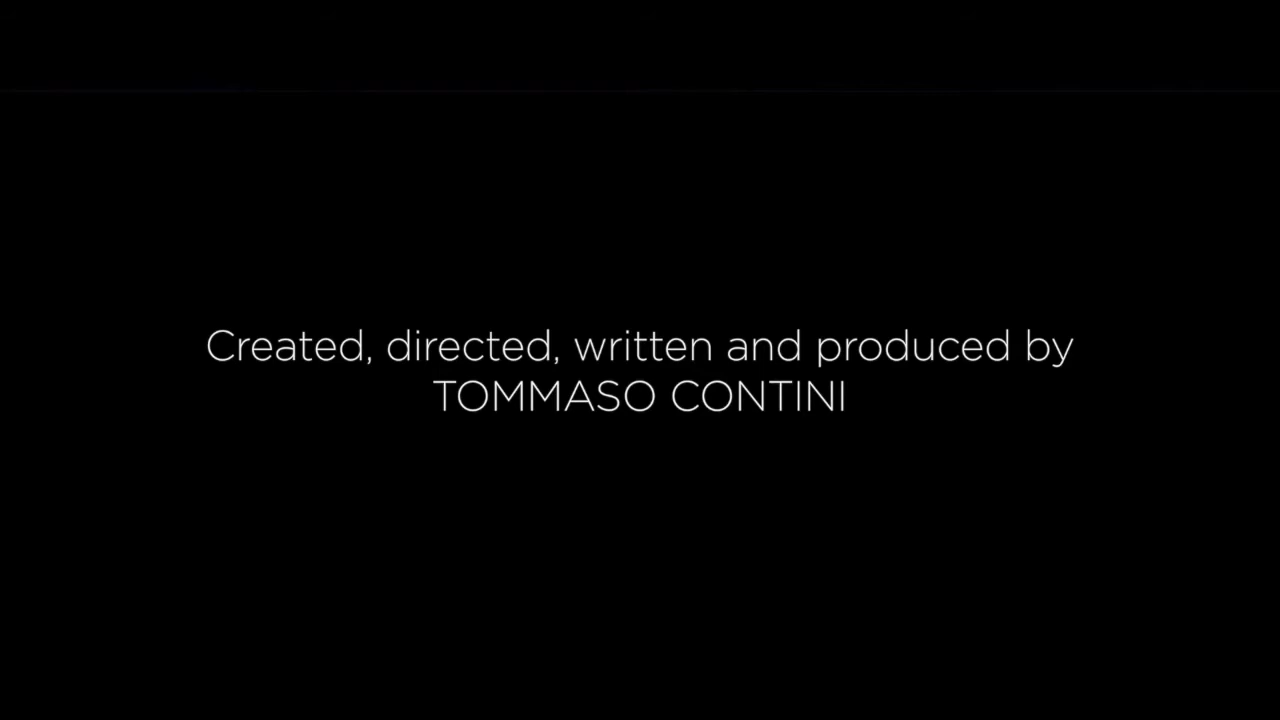 Created, directed, written and produced by
TOMMASO CONTINI